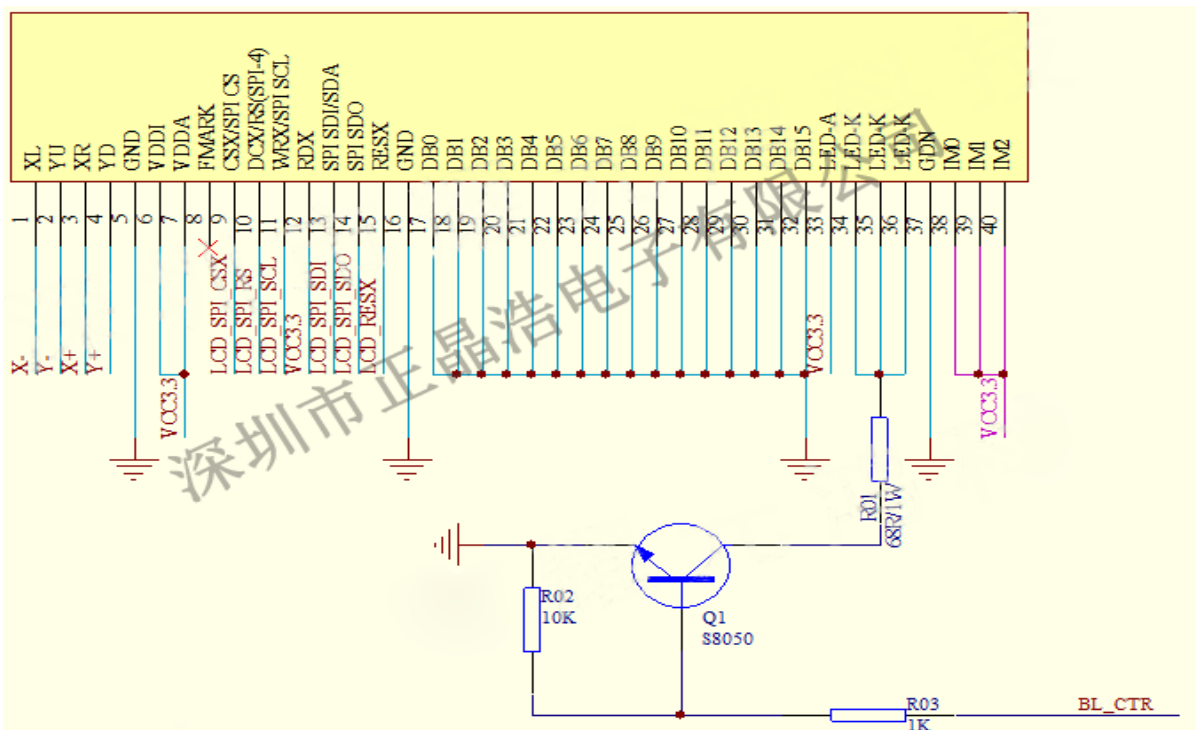 XL
YU
XR
YD
GND
VDDI
VDDA
FMARK
CSX/SPI CS
DCX/RS(SPI-4)
WRX/SPI SCL
RDX
SPI SDI/SDA
SPI SDO
RESX
GND
DB0
DB1
DB2
DB3
DB4
DB5
DB6
DB7
DB8
DB9
DB10
DB11
DB12
DB13
DB14
DB15
LED-A
LED-K
LED-K
LED-K
GDN
IM0
IM1
IM2
1
2
3
4
5
6
7
8
9
10
11
12
13
14
15
16
17
18
19
20
21
22
23
24
25
26
27
28
29
30
31
32
33
34
35
36
37
38
39
40
X-
Y-
X+
Y+
VCC3.3
LCD_SPI_CSX
LCD_SPI_RS
LCD_SPI_SCL
VCC3.3
LCD_SPI_SDI
LCD_SPI_SDO
LCD_RESX
VCC3.3
VCC3.3
深圳市正晶浩电子有限公司
R01
68R/1W
R02
10K
Q1
S8050
R03
1K
BL_CTR